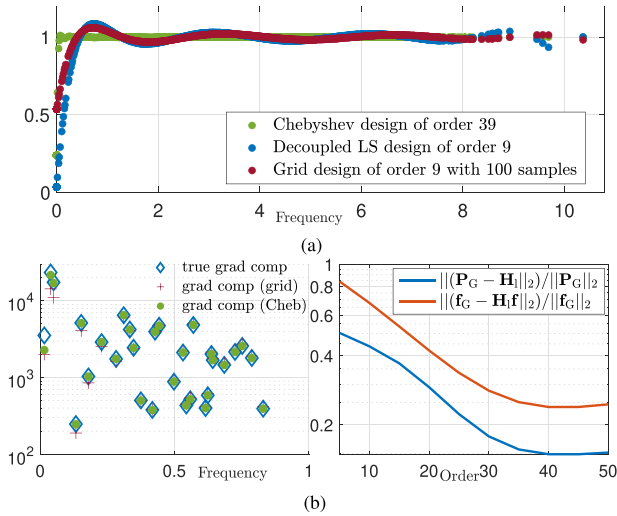 1
0.5
0
0 2 4 6 8 10
Frequency
Chebyshev design of order 39
Decoupled LS design of order 9
Grid design of order 9 with 100 samples
(a)
true grad comp
grad comp (grid)
grad comp (Cheb)
10^4
10^3
10^2
0 0.5 1
Frequency
||(P_G − H_l||_2)/||P_G||_2
||(f_G − H_l f||_2)/||f_G||_2
1
0.8
0.6
0.4
0.2
10 20 30 40 50
Order
(b)